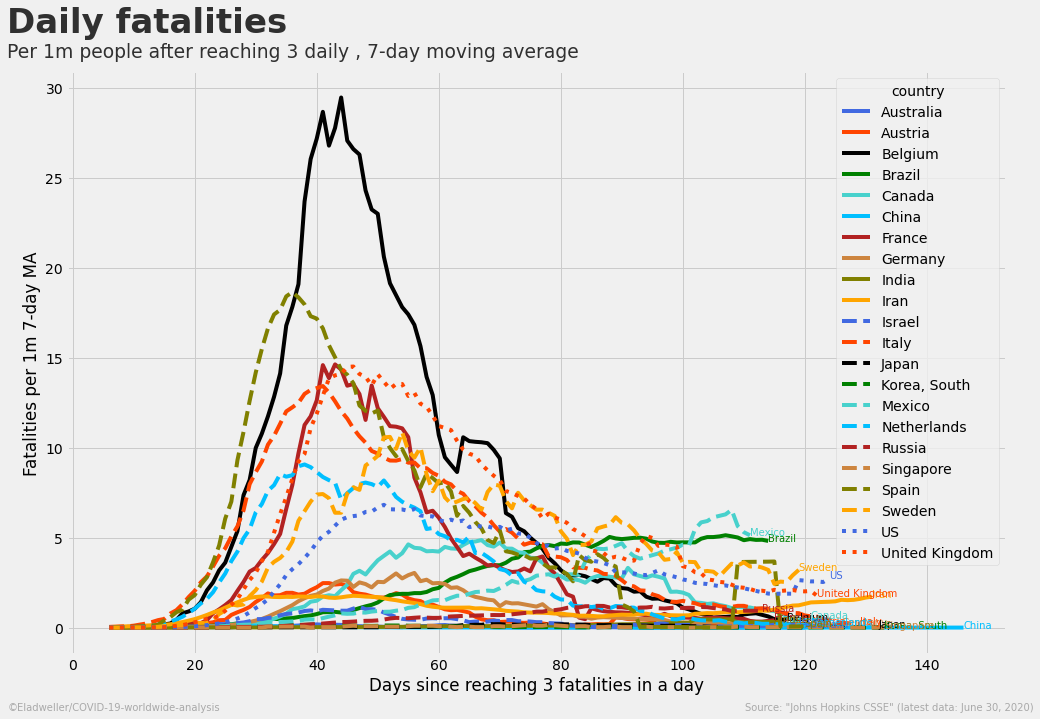 Daily fatalities
Per 1m people after reaching 3 daily , 7-day moving average
30
25
20
15
10
5
0
Fatalities per 1m 7-day MA
0 20 40 60 80 100 120 140
Days since reaching 3 fatalities in a day
country
Australia
Austria
Belgium
Brazil
Canada
China
France
Germany
India
Iran
Israel
Italy
Japan
Korea, South
Mexico
Netherlands
Russia
Singapore
Spain
Sweden
US
United Kingdom
Mexico
Brazil
Sweden
US
United Kingdom
Russia
Canada
Belgium
Italy
Japan
South
China
©Eladweller/COVID-19-worldwide-analysis
Source: "Johns Hopkins CSSE" (latest data: June 30, 2020)